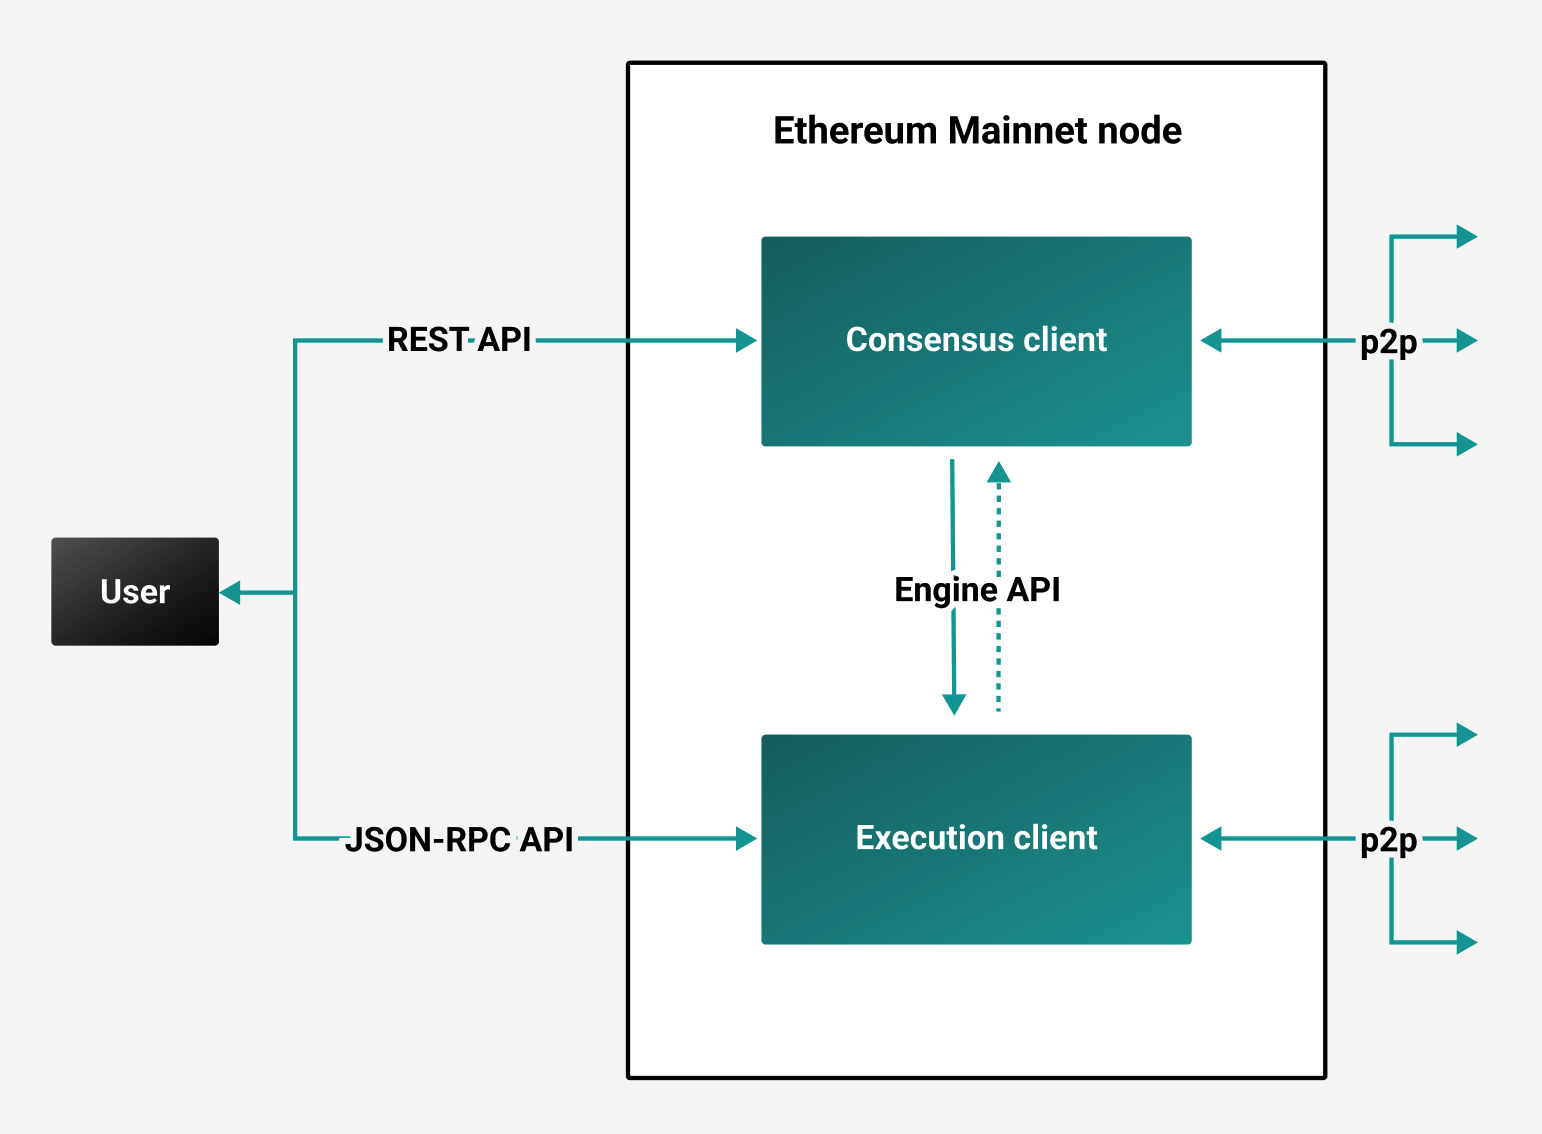 Ethereum Mainnet node
REST API
Consensus client
p2p
User
Engine API
JSON-RPC API
Execution client
p2p